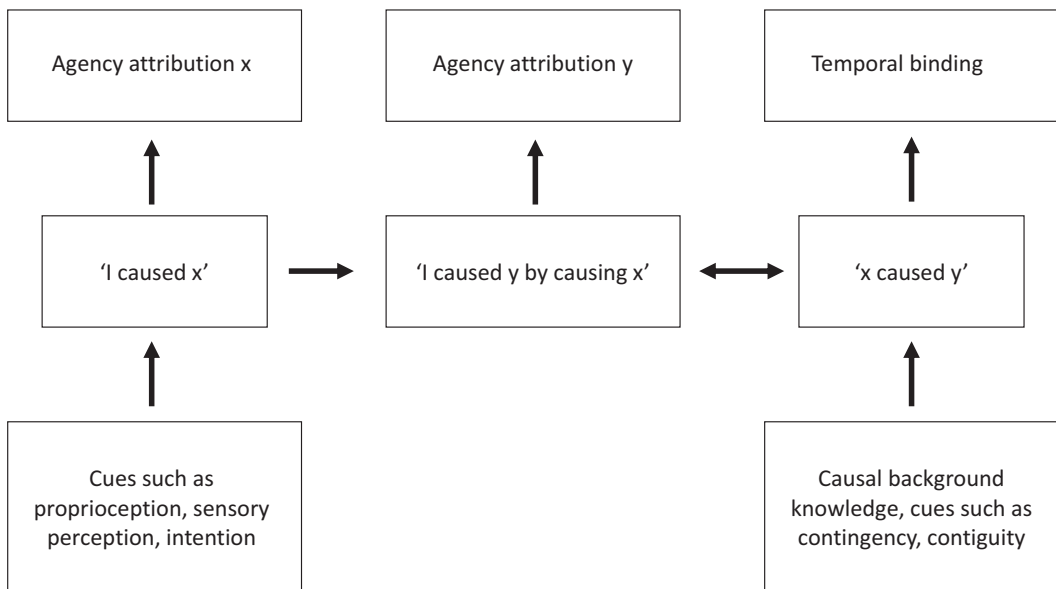 Agency attribution x
Agency attribution y
Temporal binding
‘I caused x’
‘I caused y by causing x’
‘x caused y’
Cues such as
proprioception, sensory
perception, intention
Causal background
knowledge, cues such as
contingency, contiguity